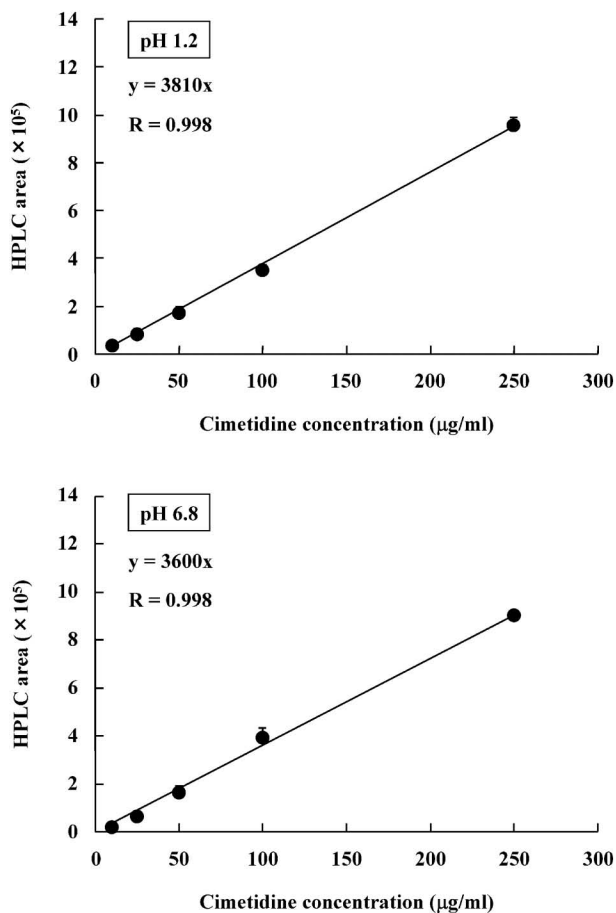 pH 1.2
y = 3810x
R = 0.998
HPLC area ( × 10⁵)
14
12
10
8
6
4
2
0
0 50 100 150 200 250 300
Cimetidine concentration (μg/ml)
pH 6.8
y = 3600x
R = 0.998
HPLC area ( × 10⁵)
14
12
10
8
6
4
2
0
0 50 100 150 200 250 300
Cimetidine concentration (μg/ml)